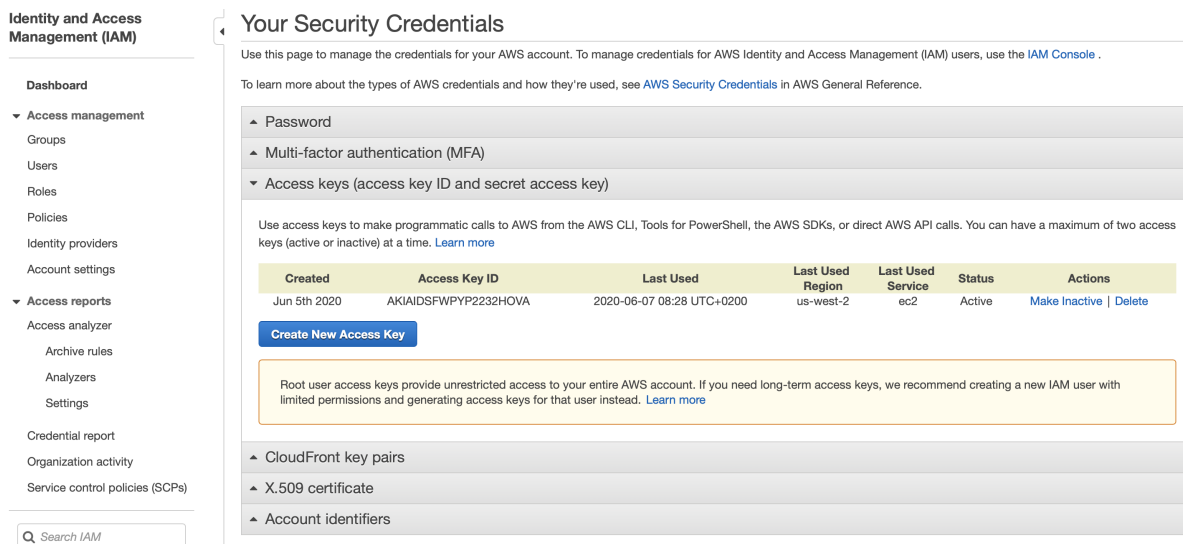 Identity and Access
Management (IAM)
Dashboard
Access management
Groups
Users
Roles
Policies
Identity providers
Account settings
Access reports
Access analyzer
Archive rules
Analyzers
Settings
Credential report
Organization activity
Service control policies (SCPs)
Search IAM
Your Security Credentials
Use this page to manage the credentials for your AWS account. To manage credentials for AWS Identity and Access Management (IAM) users, use the IAM Console .
To learn more about the types of AWS credentials and how they're used, see AWS Security Credentials in AWS General Reference.
Password
Multi-factor authentication (MFA)
Access keys (access key ID and secret access key)
Use access keys to make programmatic calls to AWS from the AWS CLI, Tools for PowerShell, the AWS SDKs, or direct AWS API calls. You can have a maximum of two access
keys (active or inactive) at a time. Learn more
Created Access Key ID Last Used Last Used Region Last Used Service Status Actions
Jun 5th 2020 AKIAIDSFWPYP2232HOVA 2020-06-07 08:28 UTC+0200 us-west-2 ec2 Active Make Inactive | Delete
Create New Access Key
Root user access keys provide unrestricted access to your entire AWS account. If you need long-term access keys, we recommend creating a new IAM user with
limited permissions and generating access keys for that user instead. Learn more
CloudFront key pairs
X.509 certificate
Account identifiers